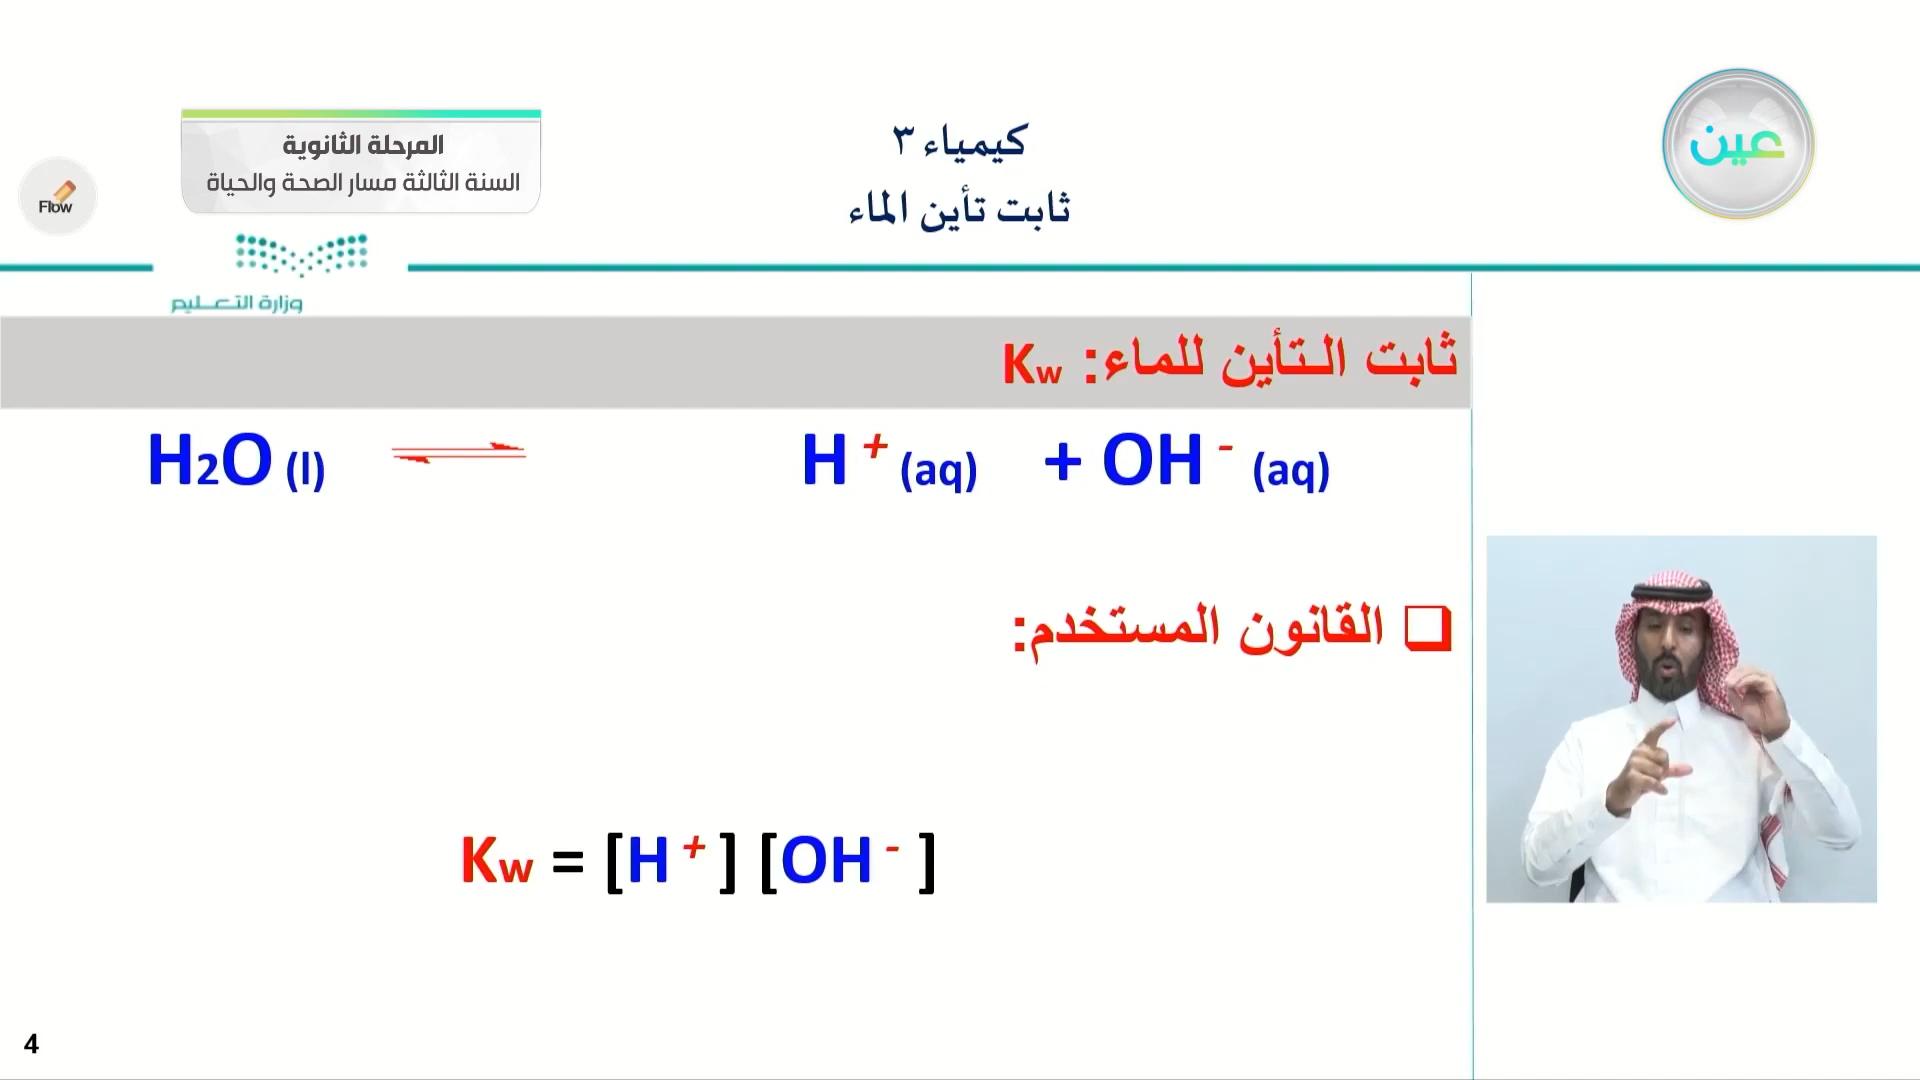 عين
كيمياء ٣
ثابت تأين الماء
المرحلة الثانوية
السنة الثالثة مسار الصحة والحياة
Flow
وزارة التعليم
ثابت التأين للماء: Kw
H2O (l) ⇌ H + (aq) + OH - (aq)
القانون المستخدم:
Kw = [H + ] [OH - ]
4